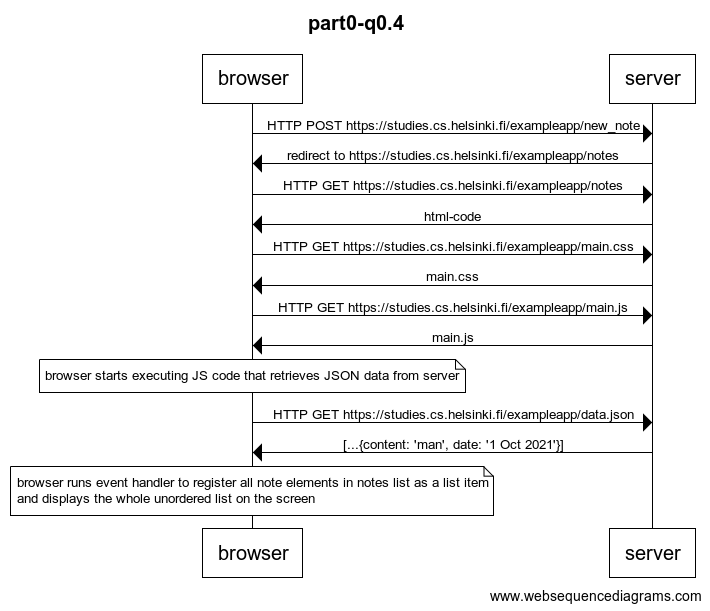 part0-q0.4
browser
server
HTTP POST https://studies.cs.helsinki.fi/exampleapp/new_note
redirect to https://studies.cs.helsinki.fi/exampleapp/notes
HTTP GET https://studies.cs.helsinki.fi/exampleapp/notes
html-code
HTTP GET https://studies.cs.helsinki.fi/exampleapp/main.css
main.css
HTTP GET https://studies.cs.helsinki.fi/exampleapp/main.js
main.js
browser starts executing JS code that retrieves JSON data from server
HTTP GET https://studies.cs.helsinki.fi/exampleapp/data.json
[...{content: 'man', date: '1 Oct 2021'}]
browser runs event handler to register all note elements in notes list as a list item
and displays the whole unordered list on the screen
browser
server
www.websequencediagrams.com